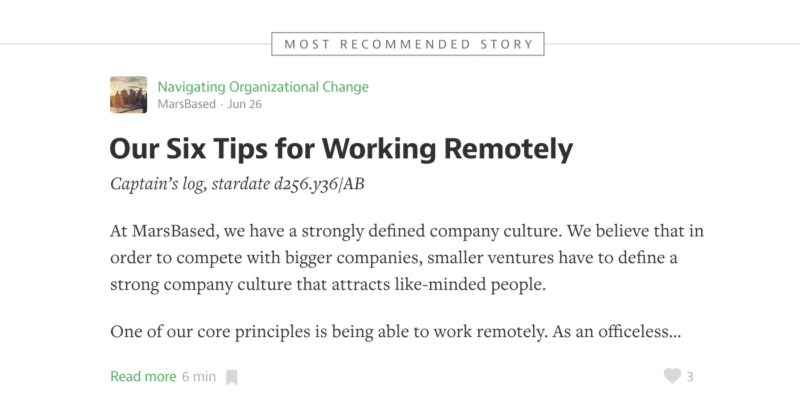 MOST RECOMMENDED STORY
Navigating Organizational Change
MarsBased · Jun 26
Our Six Tips for Working Remotely
Captain’s log, stardate d256.y36/AB
At MarsBased, we have a strongly defined company culture. We believe that in
order to compete with bigger companies, smaller ventures have to define a
strong company culture that attracts like-minded people.
One of our core principles is being able to work remotely. As an officeless...
Read more 6 min
3